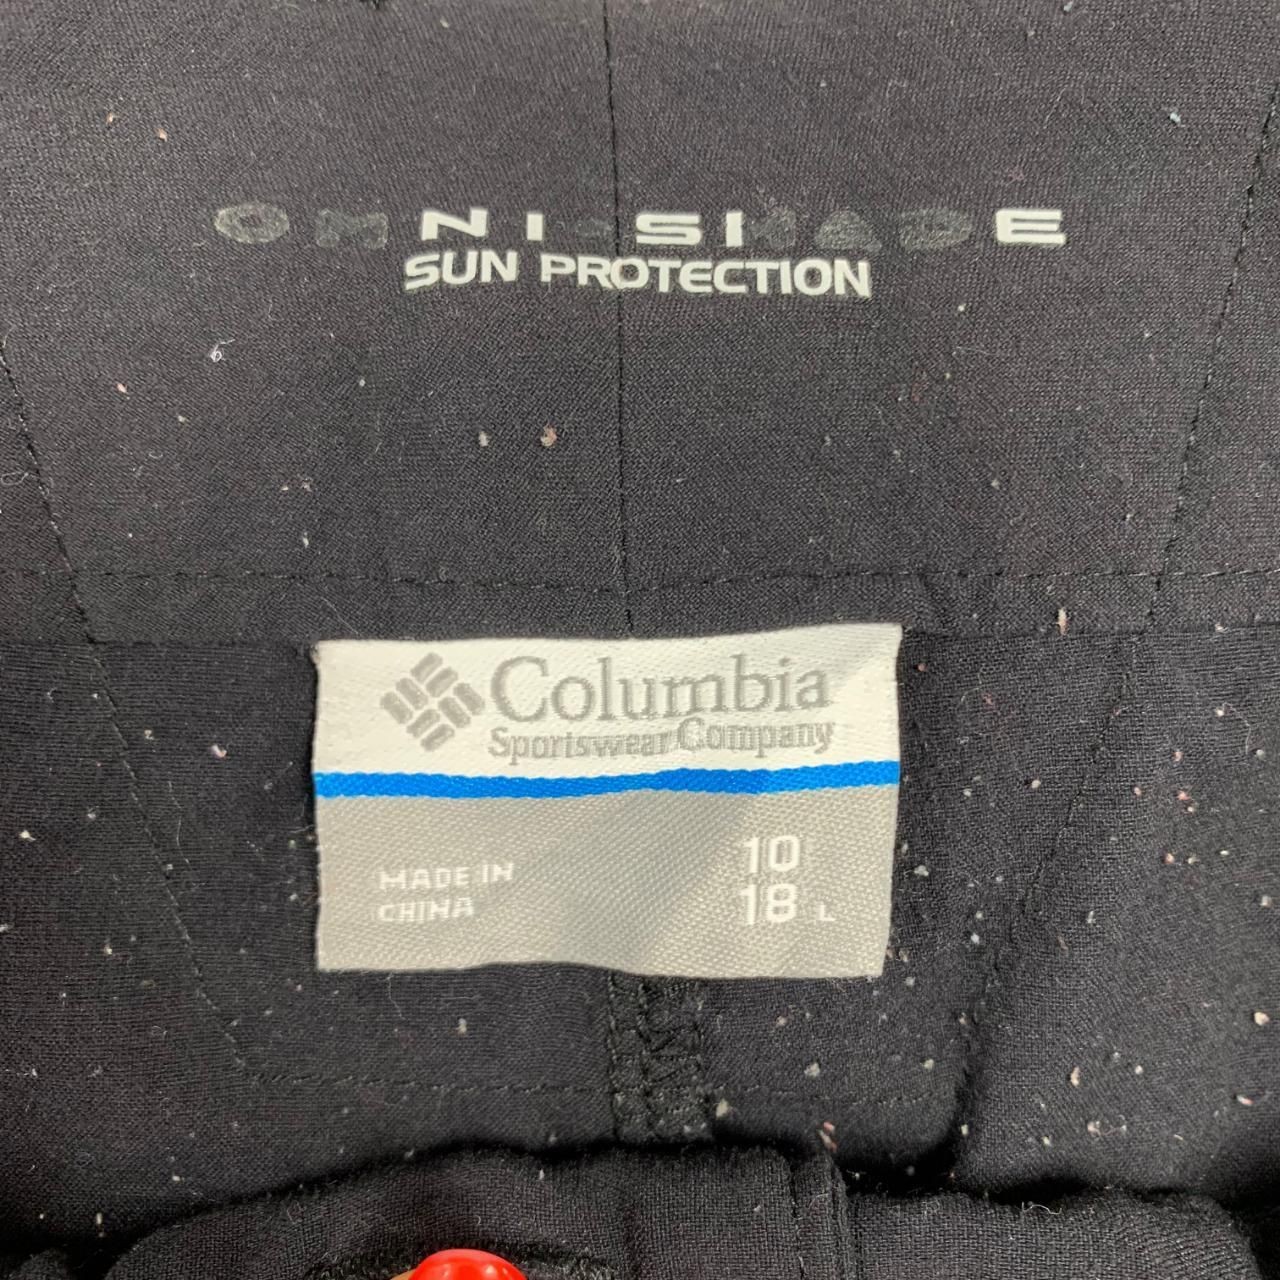 OMNI-SHADE
SUN PROTECTION
Columbia
Sportswear Company
MADE IN
CHINA
10
18 L